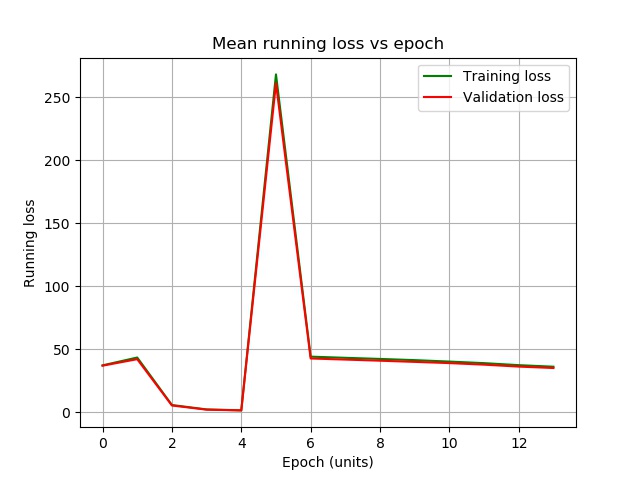 Mean running loss vs epoch
Training loss
Validation loss
250
200
150
100
50
0
Running loss
0 2 4 6 8 10 12
Epoch (units)